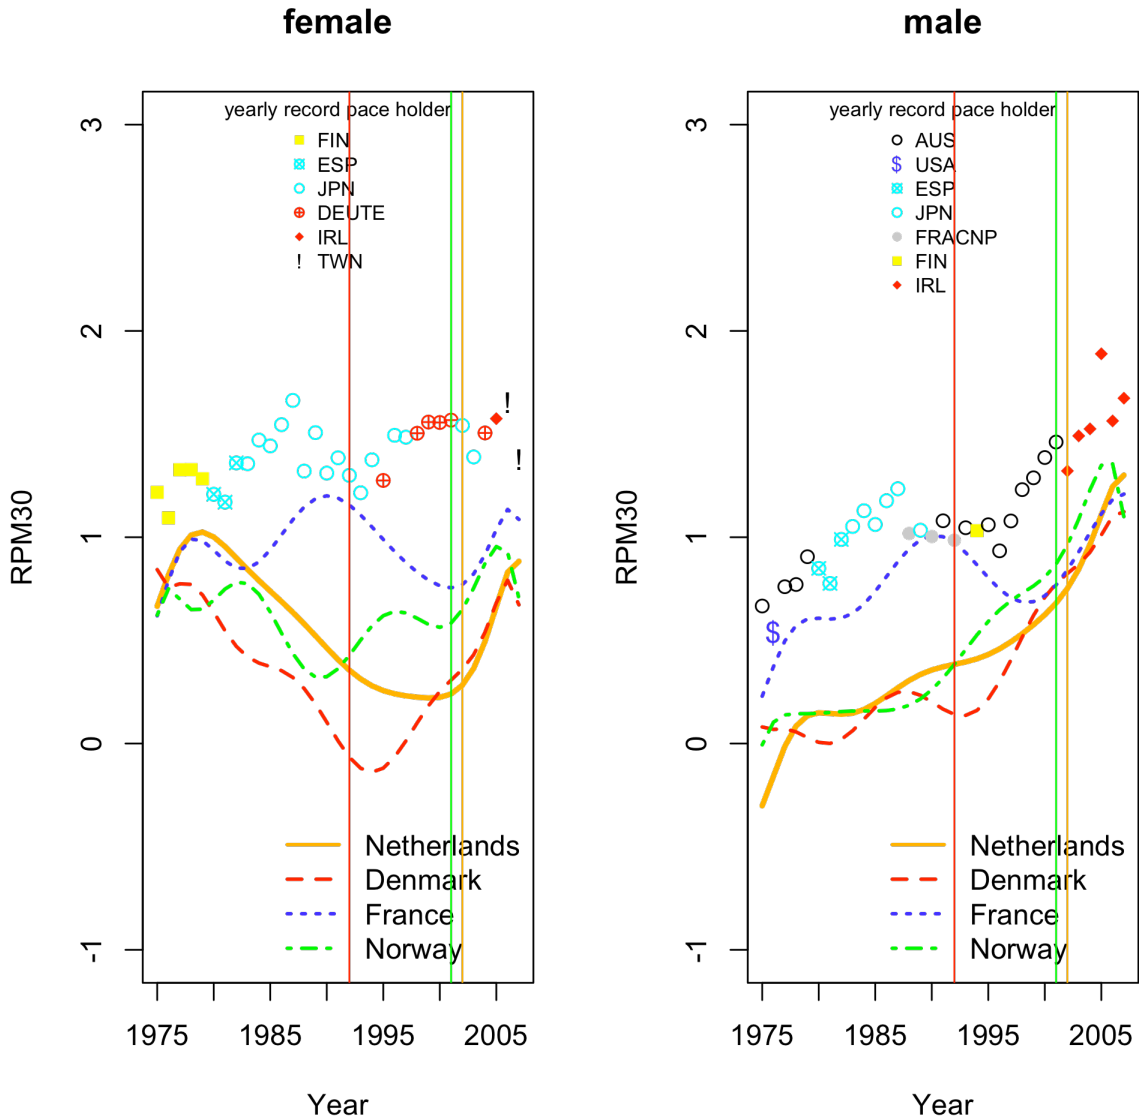 female
yearly record pace holder
FIN
ESP
JPN
DEUTE
IRL
! TWN
3
2
1
0
-1
RPM30
!
!
Netherlands
Denmark
France
Norway
1975 1985 1995 2005
Year
male
yearly record pace holder
AUS
$ USA
ESP
JPN
FRACNP
FIN
IRL
3
2
1
0
-1
RPM30
$
Netherlands
Denmark
France
Norway
1975 1985 1995 2005
Year